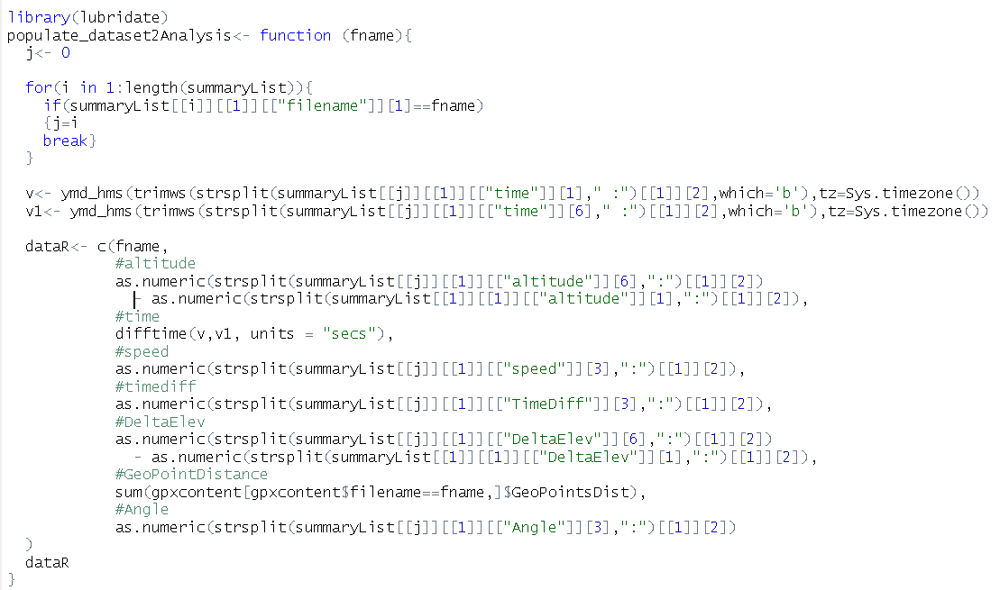 library(lubridate)
populate_dataset2Analysis<- function (fname){
  j<- 0

  for(i in 1:length(summaryList)){
    if(summaryList[[i]][[1]][["filename"]][1]==fname)
    {j=i
    break}
  }

  v<- ymd_hms(trimws(strsplit(summaryList[[j]][[1]][["time"]][1]," :")[[1]][2],which='b'),tz=Sys.timezone())
  v1<- ymd_hms(trimws(strsplit(summaryList[[j]][[1]][["time"]][6]," :")[[1]][2],which='b'),tz=Sys.timezone())

  dataR<- c(fname,
            #altitude
            as.numeric(strsplit(summaryList[[j]][[1]][["altitude"]][6],":")[[1]][2])
              - as.numeric(strsplit(summaryList[[1]][[1]][["altitude"]][1],":")[[1]][2]),
            #time
            difftime(v,v1, units = "secs"),
            #speed
            as.numeric(strsplit(summaryList[[j]][[1]][["speed"]][3],":")[[1]][2]),
            #timediff
            as.numeric(strsplit(summaryList[[j]][[1]][["TimeDiff"]][3],":")[[1]][2]),
            #DeltaElev
            as.numeric(strsplit(summaryList[[j]][[1]][["DeltaElev"]][6],":")[[1]][2])
              - as.numeric(strsplit(summaryList[[1]][[1]][["DeltaElev"]][1],":")[[1]][2]),
            #GeoPointDistance
            sum(gpxcontent[gpxcontent$filename==fname,]$GeoPointsDist),
            #Angle
            as.numeric(strsplit(summaryList[[j]][[1]][["Angle"]][3],":")[[1]][2])
  )
  dataR
}